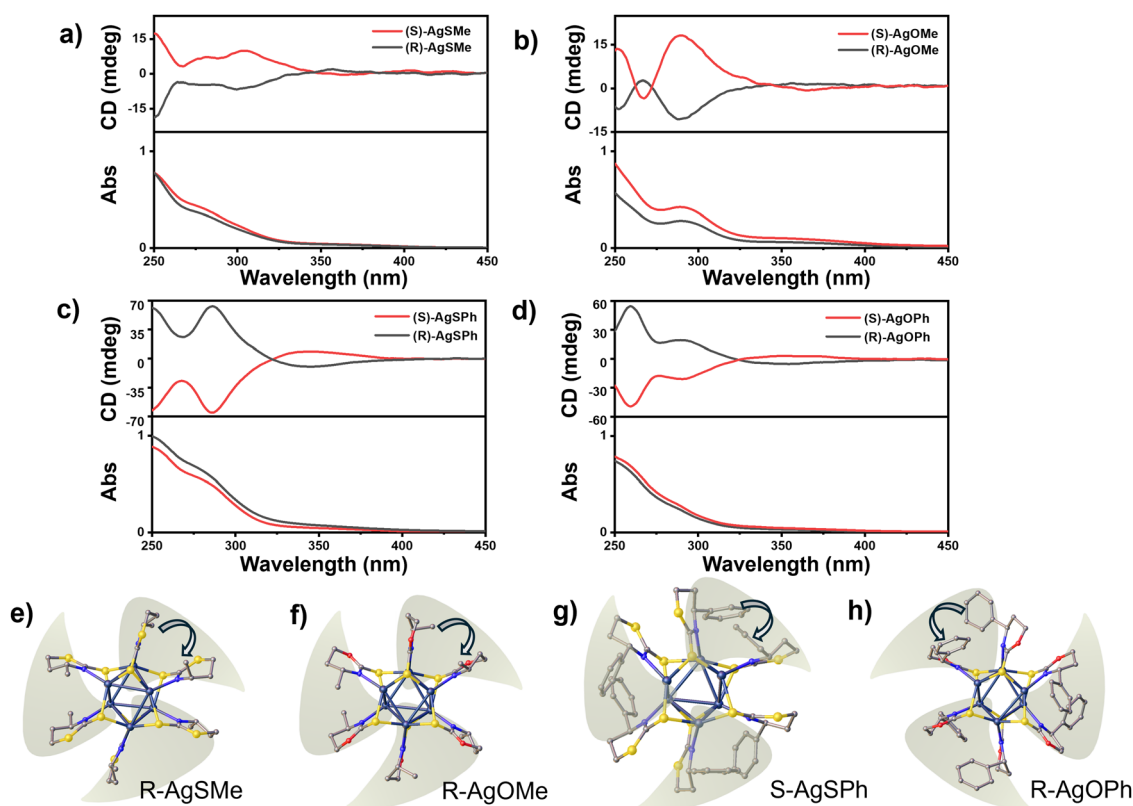 a)
(S)-AgSMe
(R)-AgSMe
CD (mdeg)
15
0
-15
Abs
1
0
250 300 350 400 450
Wavelength (nm)
b)
(S)-AgOMe
(R)-AgOMe
CD (mdeg)
15
0
-15
Abs
1
0
250 300 350 400 450
Wavelength (nm)
c)
(S)-AgSPh
(R)-AgSPh
CD (mdeg)
70
35
0
-35
-70
Abs
1
0
250 300 350 400 450
Wavelength (nm)
d)
(S)-AgOPh
(R)-AgOPh
CD (mdeg)
60
30
0
-30
-60
Abs
1
0
250 300 350 400 450
Wavelength (nm)
e)
R-AgSMe
f)
R-AgOMe
g)
S-AgSPh
h)
R-AgOPh